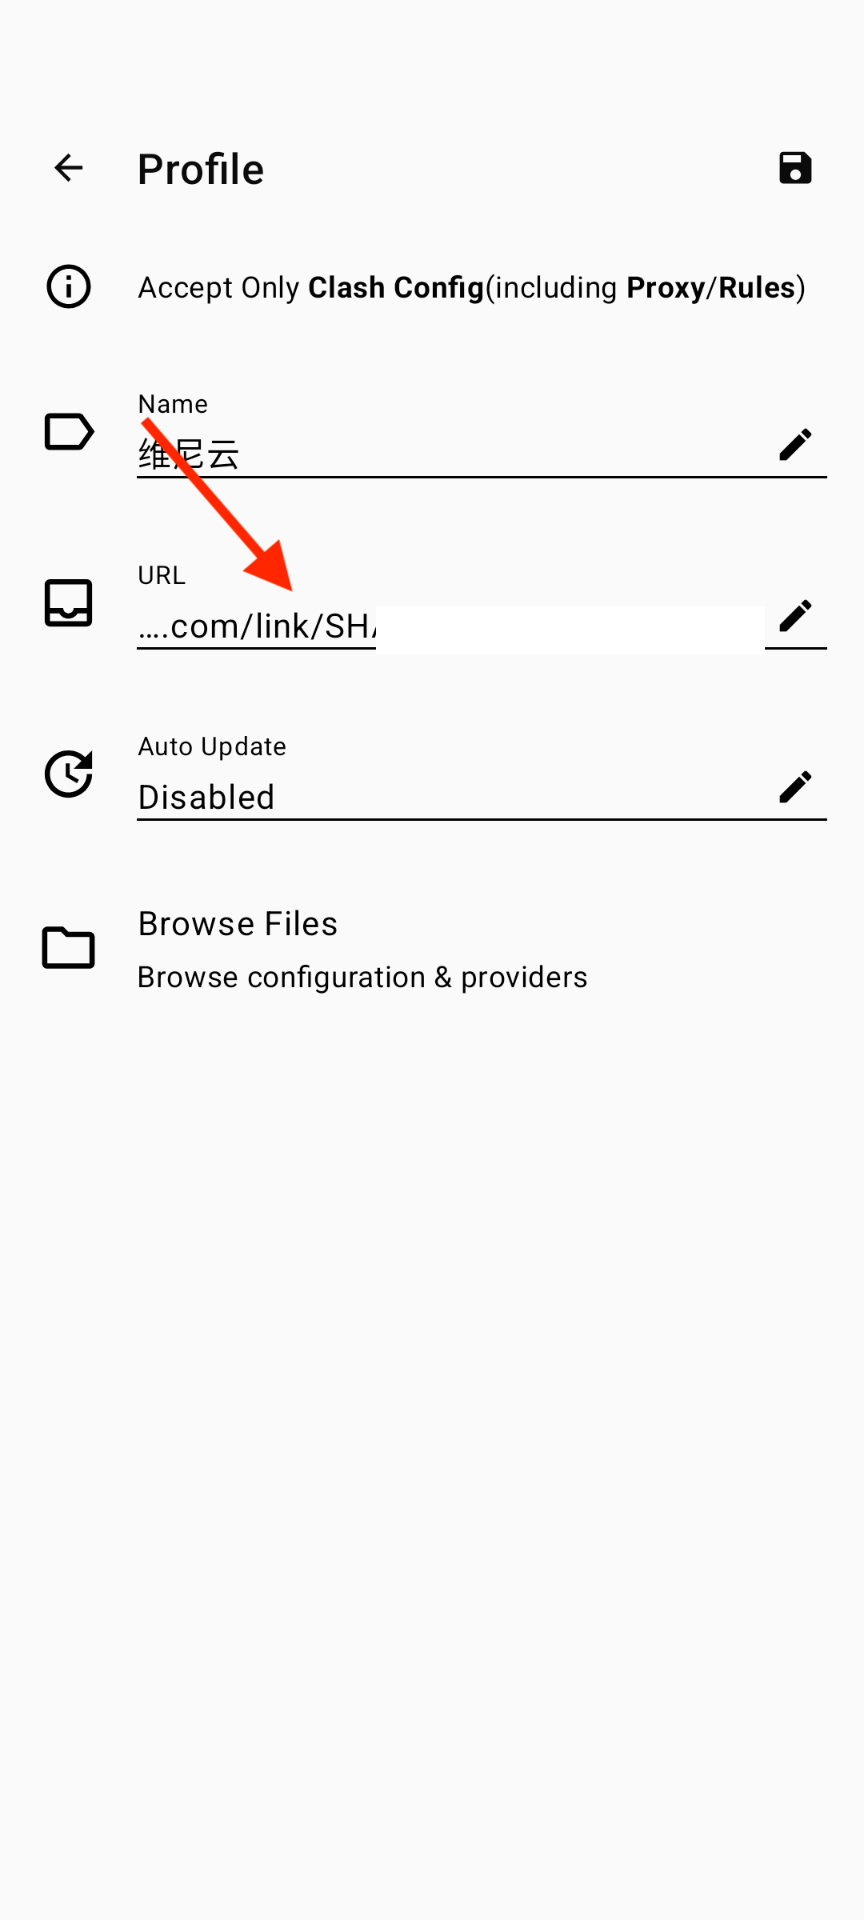 Profile
Accept Only Clash Config(including Proxy/Rules)
Name
维尼云
URL
....com/link/SH
Auto Update
Disabled
Browse Files
Browse configuration & providers